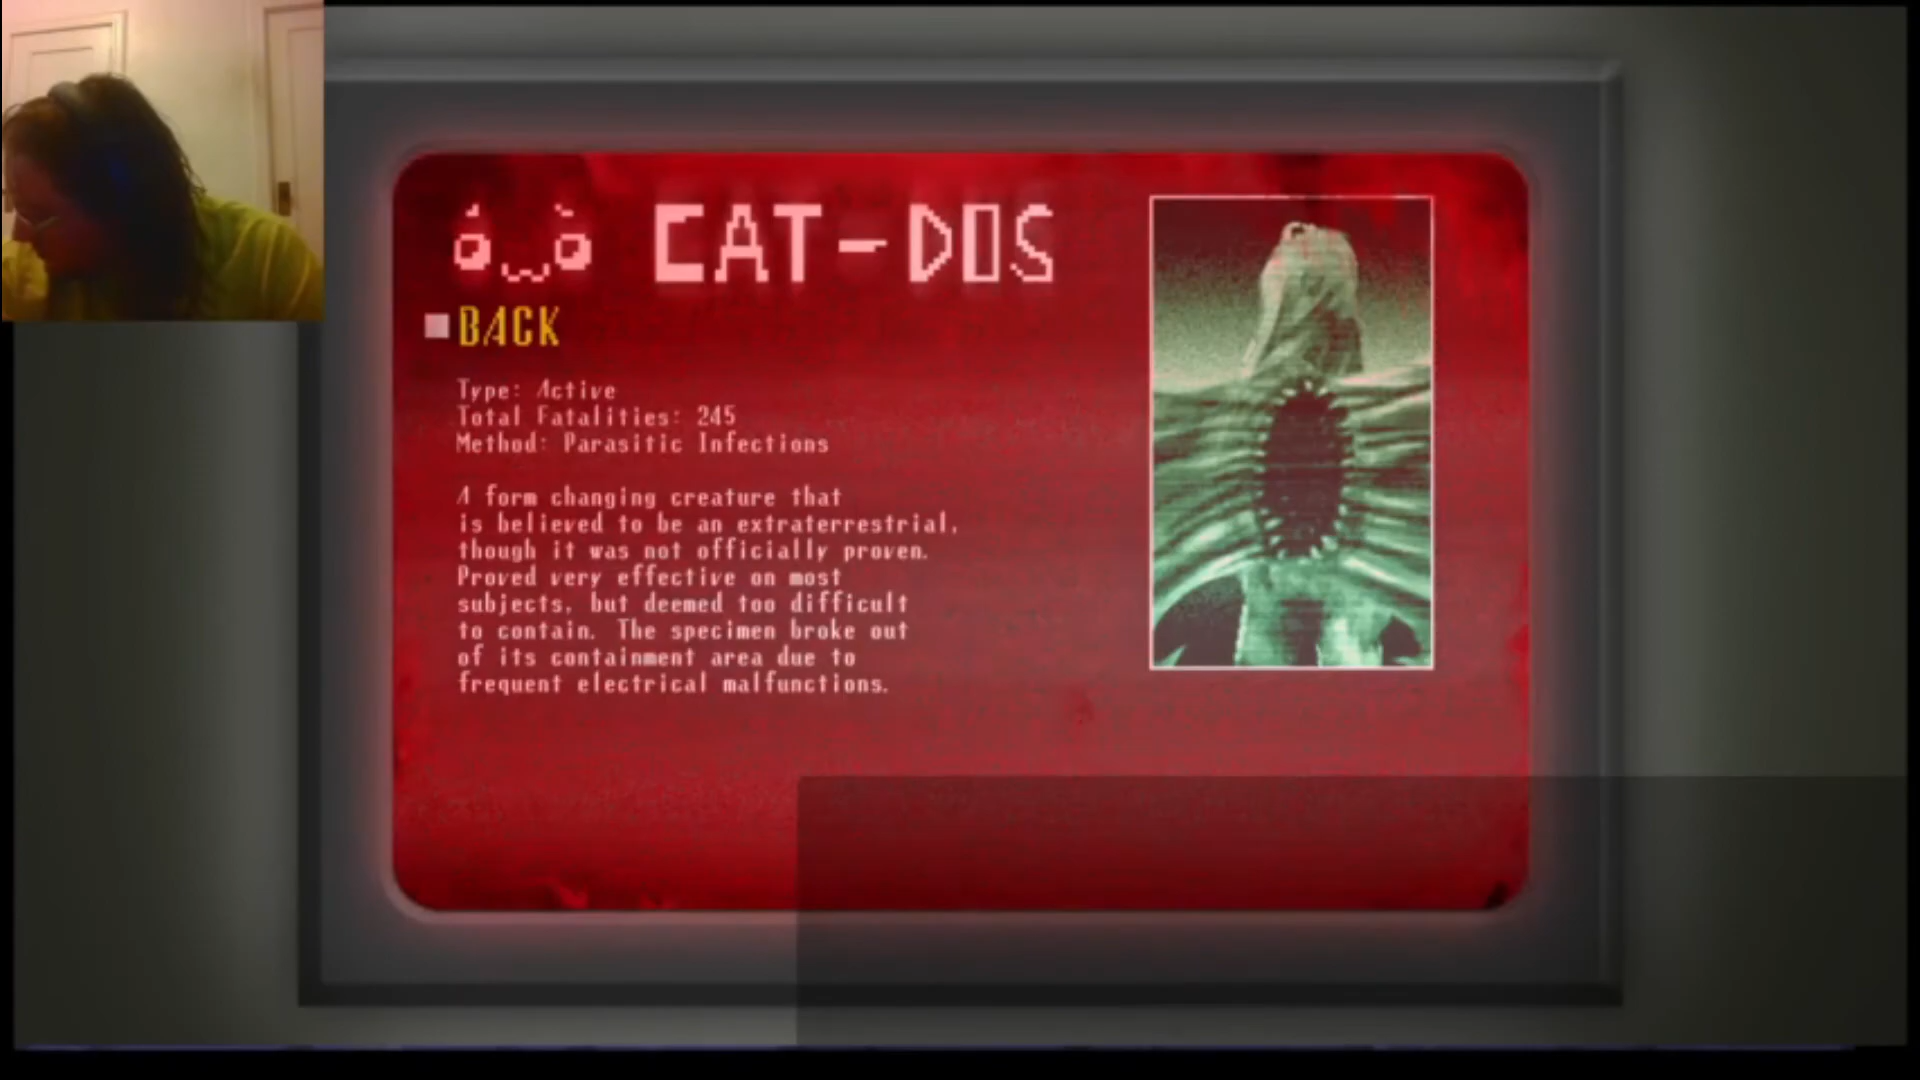 CAT-DOS
BACK
Type: Active
Total Fatalities: 245
Method: Parasitic Infections
A form changing creature that
is believed to be an extraterrestrial,
though it was not officially proven.
Proved very effective on most
subjects, but deemed too difficult
to contain. The specimen broke out
of its containment area due to
frequent electrical malfunctions.